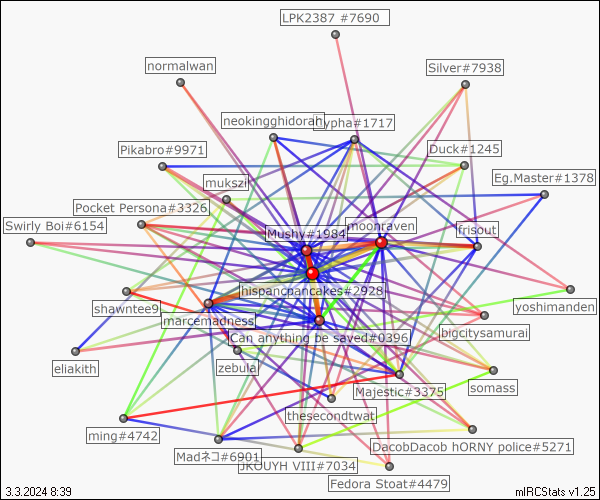 LPK2387 #7690
normalwan
Silver#7938
neokingghidorah
ypha#1717
Pikabro#9971
Duck#1245
Eg.Master#1378
mukszil
Pocket Persona#3326
Swirly Boi#6154
Mushy#1984
moonraven
frisout
hispancpancakes#2928
shawntee9
yoshimanden
marcemadness
bigcitysamurai
Can anything be saved#0396
eliakith
zebula
Majestic#3375
somass
thesecondtwat
ming#4742
DacobDacob hORNY police#5271
Madネコ#6901
JKOUYH VIII#7034
Fedora Stoat#4479
3.3.2024 8:39
mIRCStats v1.25